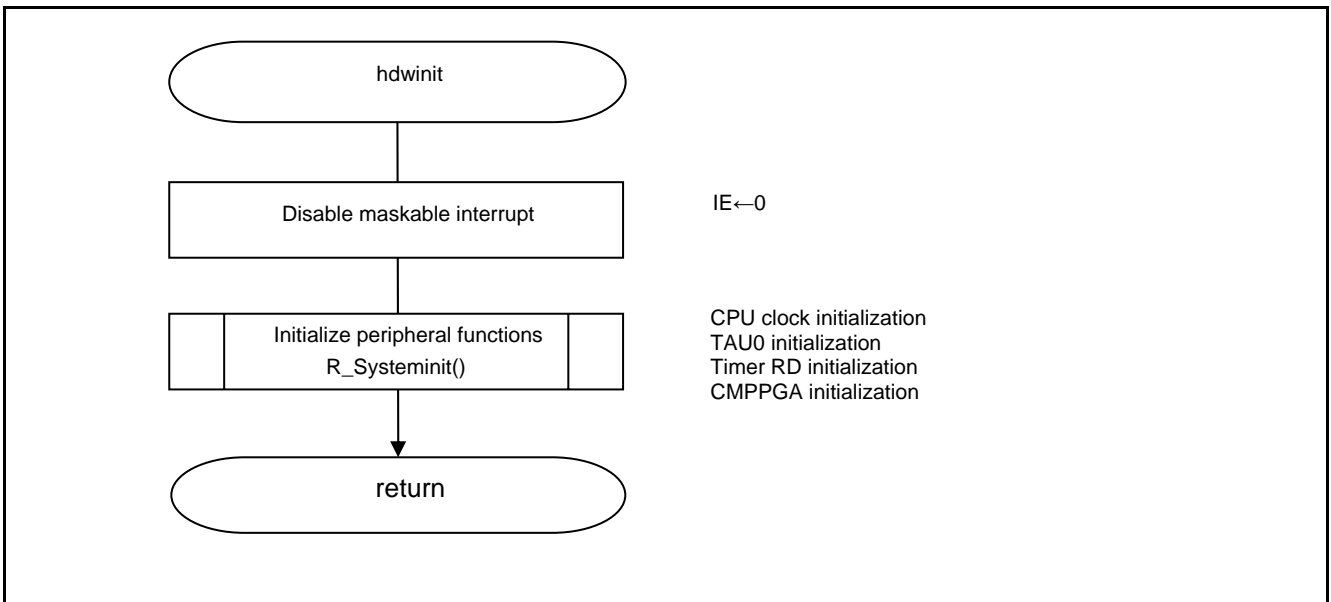 hdwinit
Disable maskable interrupt
IE←0
Initialize peripheral functions
R_Systeminit()
CPU clock initialization
TAU0 initialization
Timer RD initialization
CMPPGA initialization
return